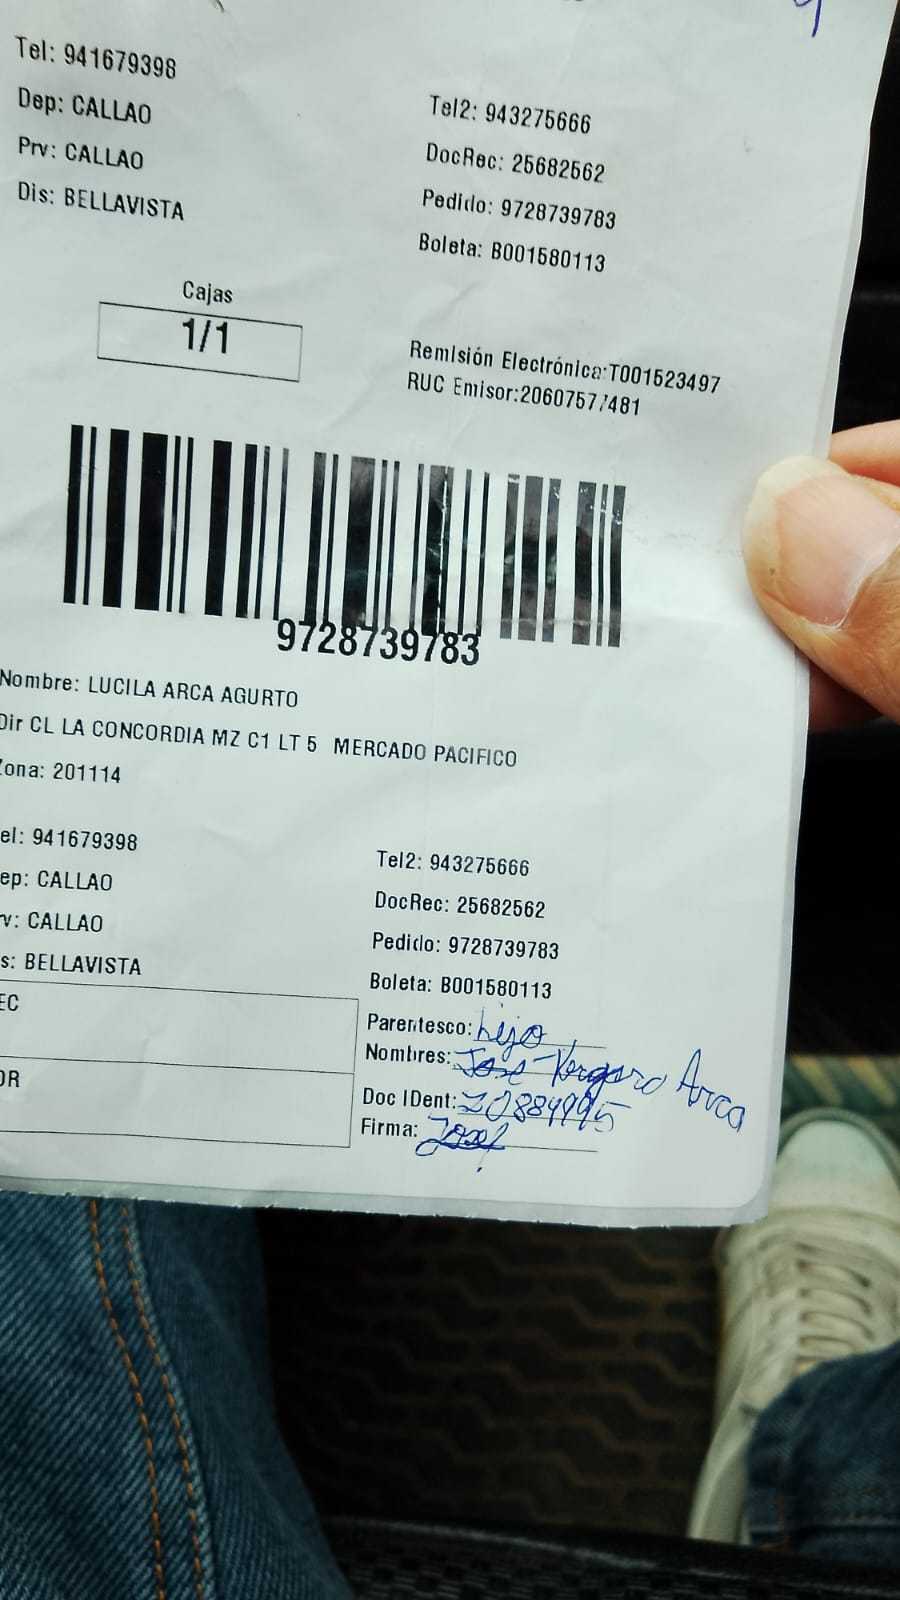 Tel: 941679398
Dep: CALLAO
Prv: CALLAO
Dis: BELLAVISTA
Tel2: 943275666
DocRec: 25682562
Pedido: 9728739783
Boleta: B001580113
Cajas
1/1
Remisión Electrónica:T001523497
RUC Emisor:20607577481
9728739783
Nombre: LUCILA ARCA AGURTO
Dir CL LA CONCORDIA MZ C1 LT 5 MERCADO PACIFICO
Zona: 201114
el: 941679398
ep: CALLAO
v: CALLAO
s: BELLAVISTA
Tel2: 943275666
DocRec: 25682562
Pedido: 9728739783
Boleta: B001580113
EC
OR
Parentesco: hijo
Nombres: Jose Vergara Arca
Doc IDent:
Firma: José